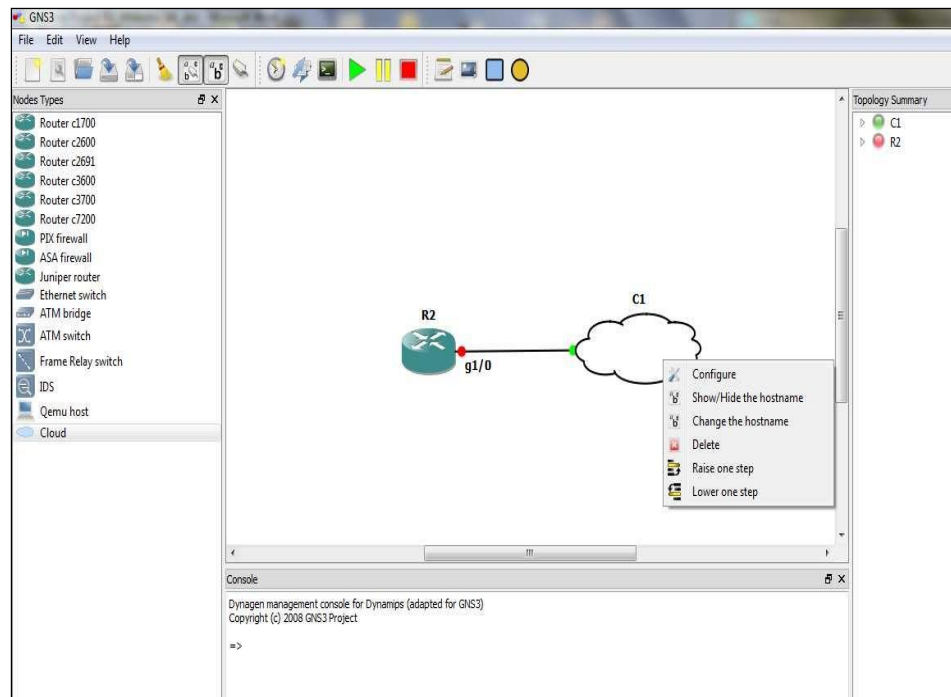 GNS3
File Edit View Help
Nodes Types
Router c1700
Router c2600
Router c2691
Router c3600
Router c3700
Router c7200
PIX firewall
ASA firewall
Juniper router
Ethernet switch
ATM bridge
ATM switch
Frame Relay switch
IDS
Qemu host
Cloud
R2
g1/0
C1
Configure
Show/Hide the hostname
Change the hostname
Delete
Raise one step
Lower one step
Topology Summary
C1
R2
Console
Dynagen management console for Dynamips (adapted for GNS3)
Copyright (c) 2008 GNS3 Project
=>